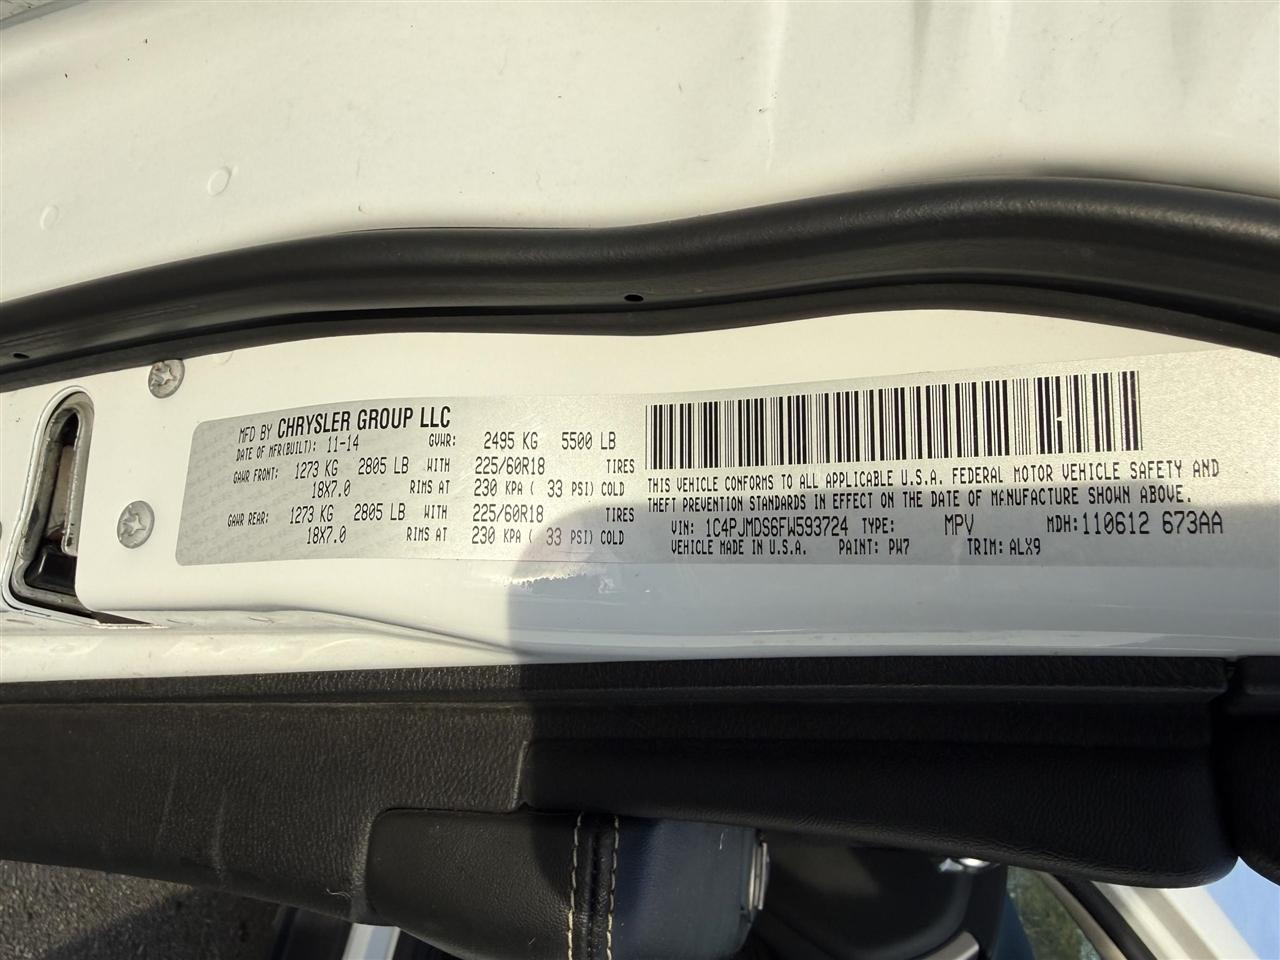 MFD BY CHRYSLER GROUP LLC
DATE OF MFR(BUILT): 11-14 GVWR: 2495 KG 5500 LB
GAWR FRONT: 1273 KG 2805 LB WITH 225/60R18 TIRES
18X7.0 RIMS AT 230 KPA ( 33 PSI) COLD
GAWR REAR: 1273 KG 2805 LB WITH 225/60R18 TIRES
18X7.0 RIMS AT 230 KPA ( 33 PSI) COLD
THIS VEHICLE CONFORMS TO ALL APPLICABLE U.S.A. FEDERAL MOTOR VEHICLE SAFETY AND
THEFT PREVENTION STANDARDS IN EFFECT ON THE DATE OF MANUFACTURE SHOWN ABOVE.
VIN: 1C4PJMDS6FW593724 TYPE: MPV MDH:110612 673AA
VEHICLE MADE IN U.S.A. PAINT: PW7 TRIM: ALX9